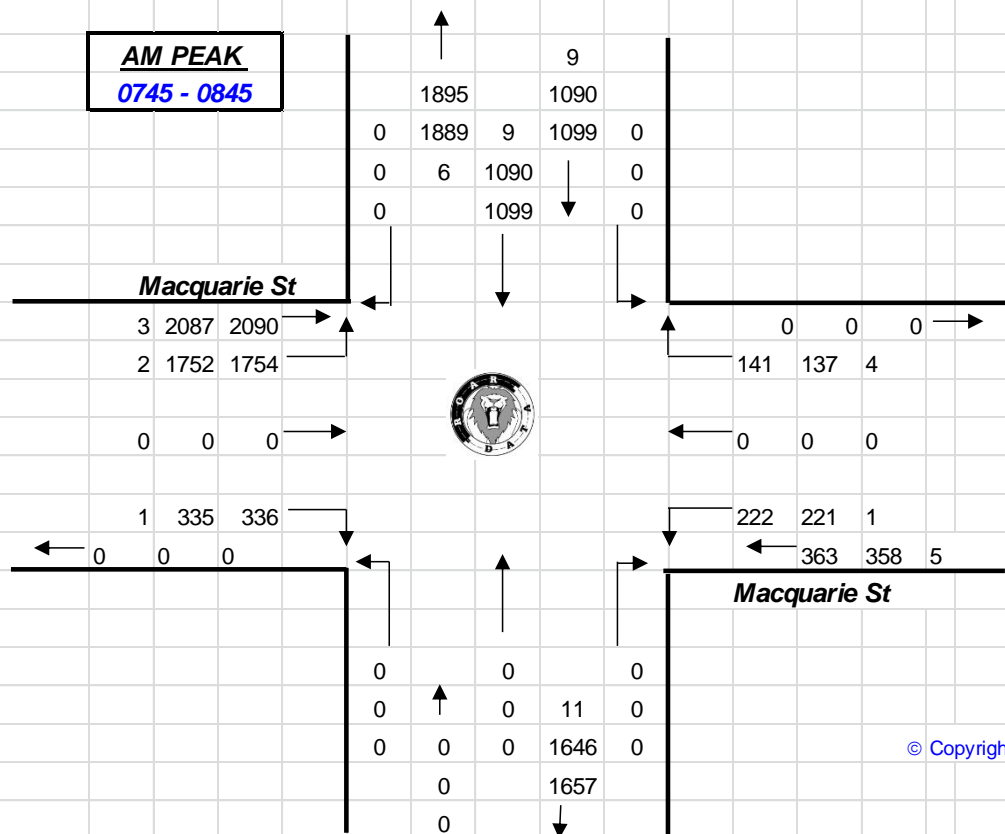 AM PEAK
0745 - 0845
9
1895 1090
0 1889 9 1099 0
0 6 1090 0
0 1099 0
Macquarie St
3 2087 2090 0 0 0
2 1752 1754 141 137 4
ROAR DATA
0 0 0 0 0 0
1 335 336 222 221 1
0 0 0 363 358 5
Macquarie St
0 0 0
0 0 11 0
0 0 0 1646 0
© Copyrigh
0 1657
0